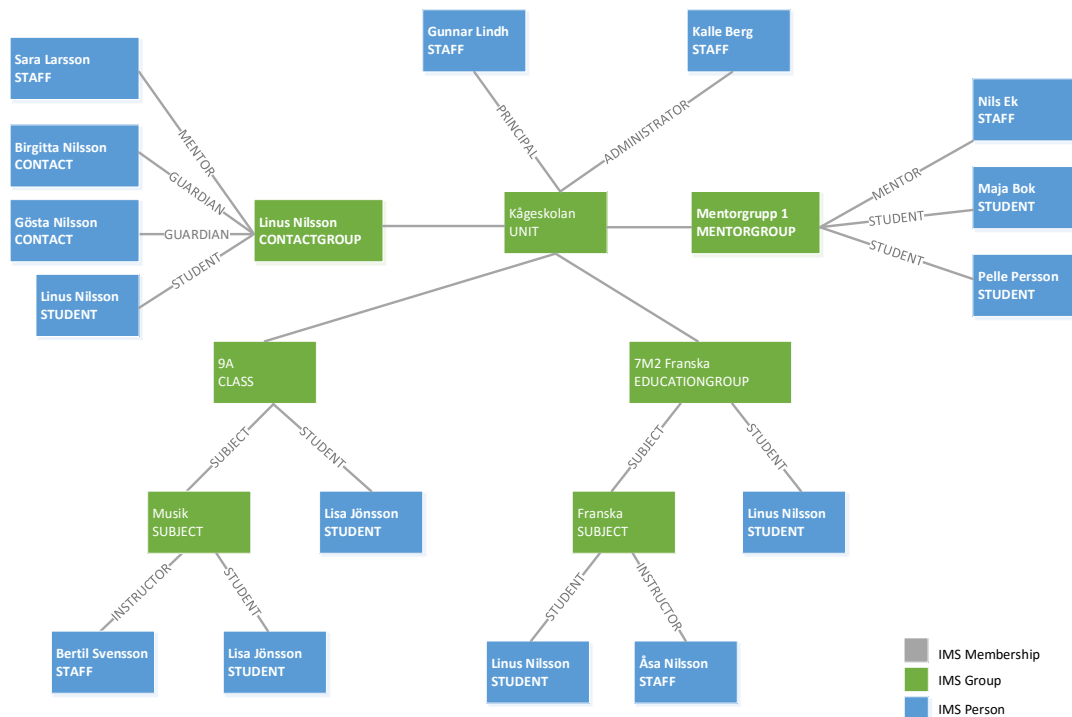 Gunnar Lindh
STAFF
Kalle Berg
STAFF
Sara Larsson
STAFF
Nils Ek
STAFF
PRINCIPAL
ADMINISTRATOR
MENTOR
Birgitta Nilsson
CONTACT
GUARDIAN
MENTOR
Maja Bok
STUDENT
STUDENT
Gösta Nilsson
CONTACT
GUARDIAN
Linus Nilsson
CONTACTGROUP
Kågeskolan
UNIT
Mentorgrupp 1
MENTORGROUP
STUDENT
STUDENT
Pelle Persson
STUDENT
Linus Nilsson
STUDENT
9A
CLASS
7M2 Franska
EDUCATIONGROUP
SUBJECT
STUDENT
SUBJECT
STUDENT
Musik
SUBJECT
Lisa Jönsson
STUDENT
Franska
SUBJECT
Linus Nilsson
STUDENT
INSTRUCTOR
STUDENT
STUDENT
INSTRUCTOR
Bertil Svensson
STAFF
Lisa Jönsson
STUDENT
Linus Nilsson
STUDENT
Åsa Nilsson
STAFF
IMS Membership
IMS Group
IMS Person